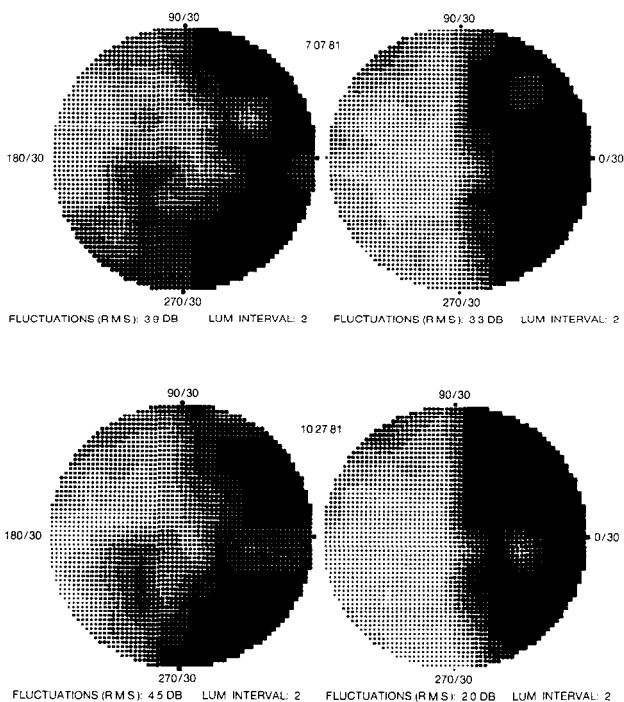 90/30 90/30
7 07 81
180/30 0/30
270/30 270/30
FLUCTUATIONS (R M S): 3.9 DB LUM INTERVAL: 2 FLUCTUATIONS (R M S): 3.3 DB LUM INTERVAL: 2
90/30 90/30
10 27 81
180/30 0/30
270/30 270/30
FLUCTUATIONS (R M S): 4.5 DB LUM INTERVAL: 2 FLUCTUATIONS (R M S): 2.0 DB LUM INTERVAL: 2